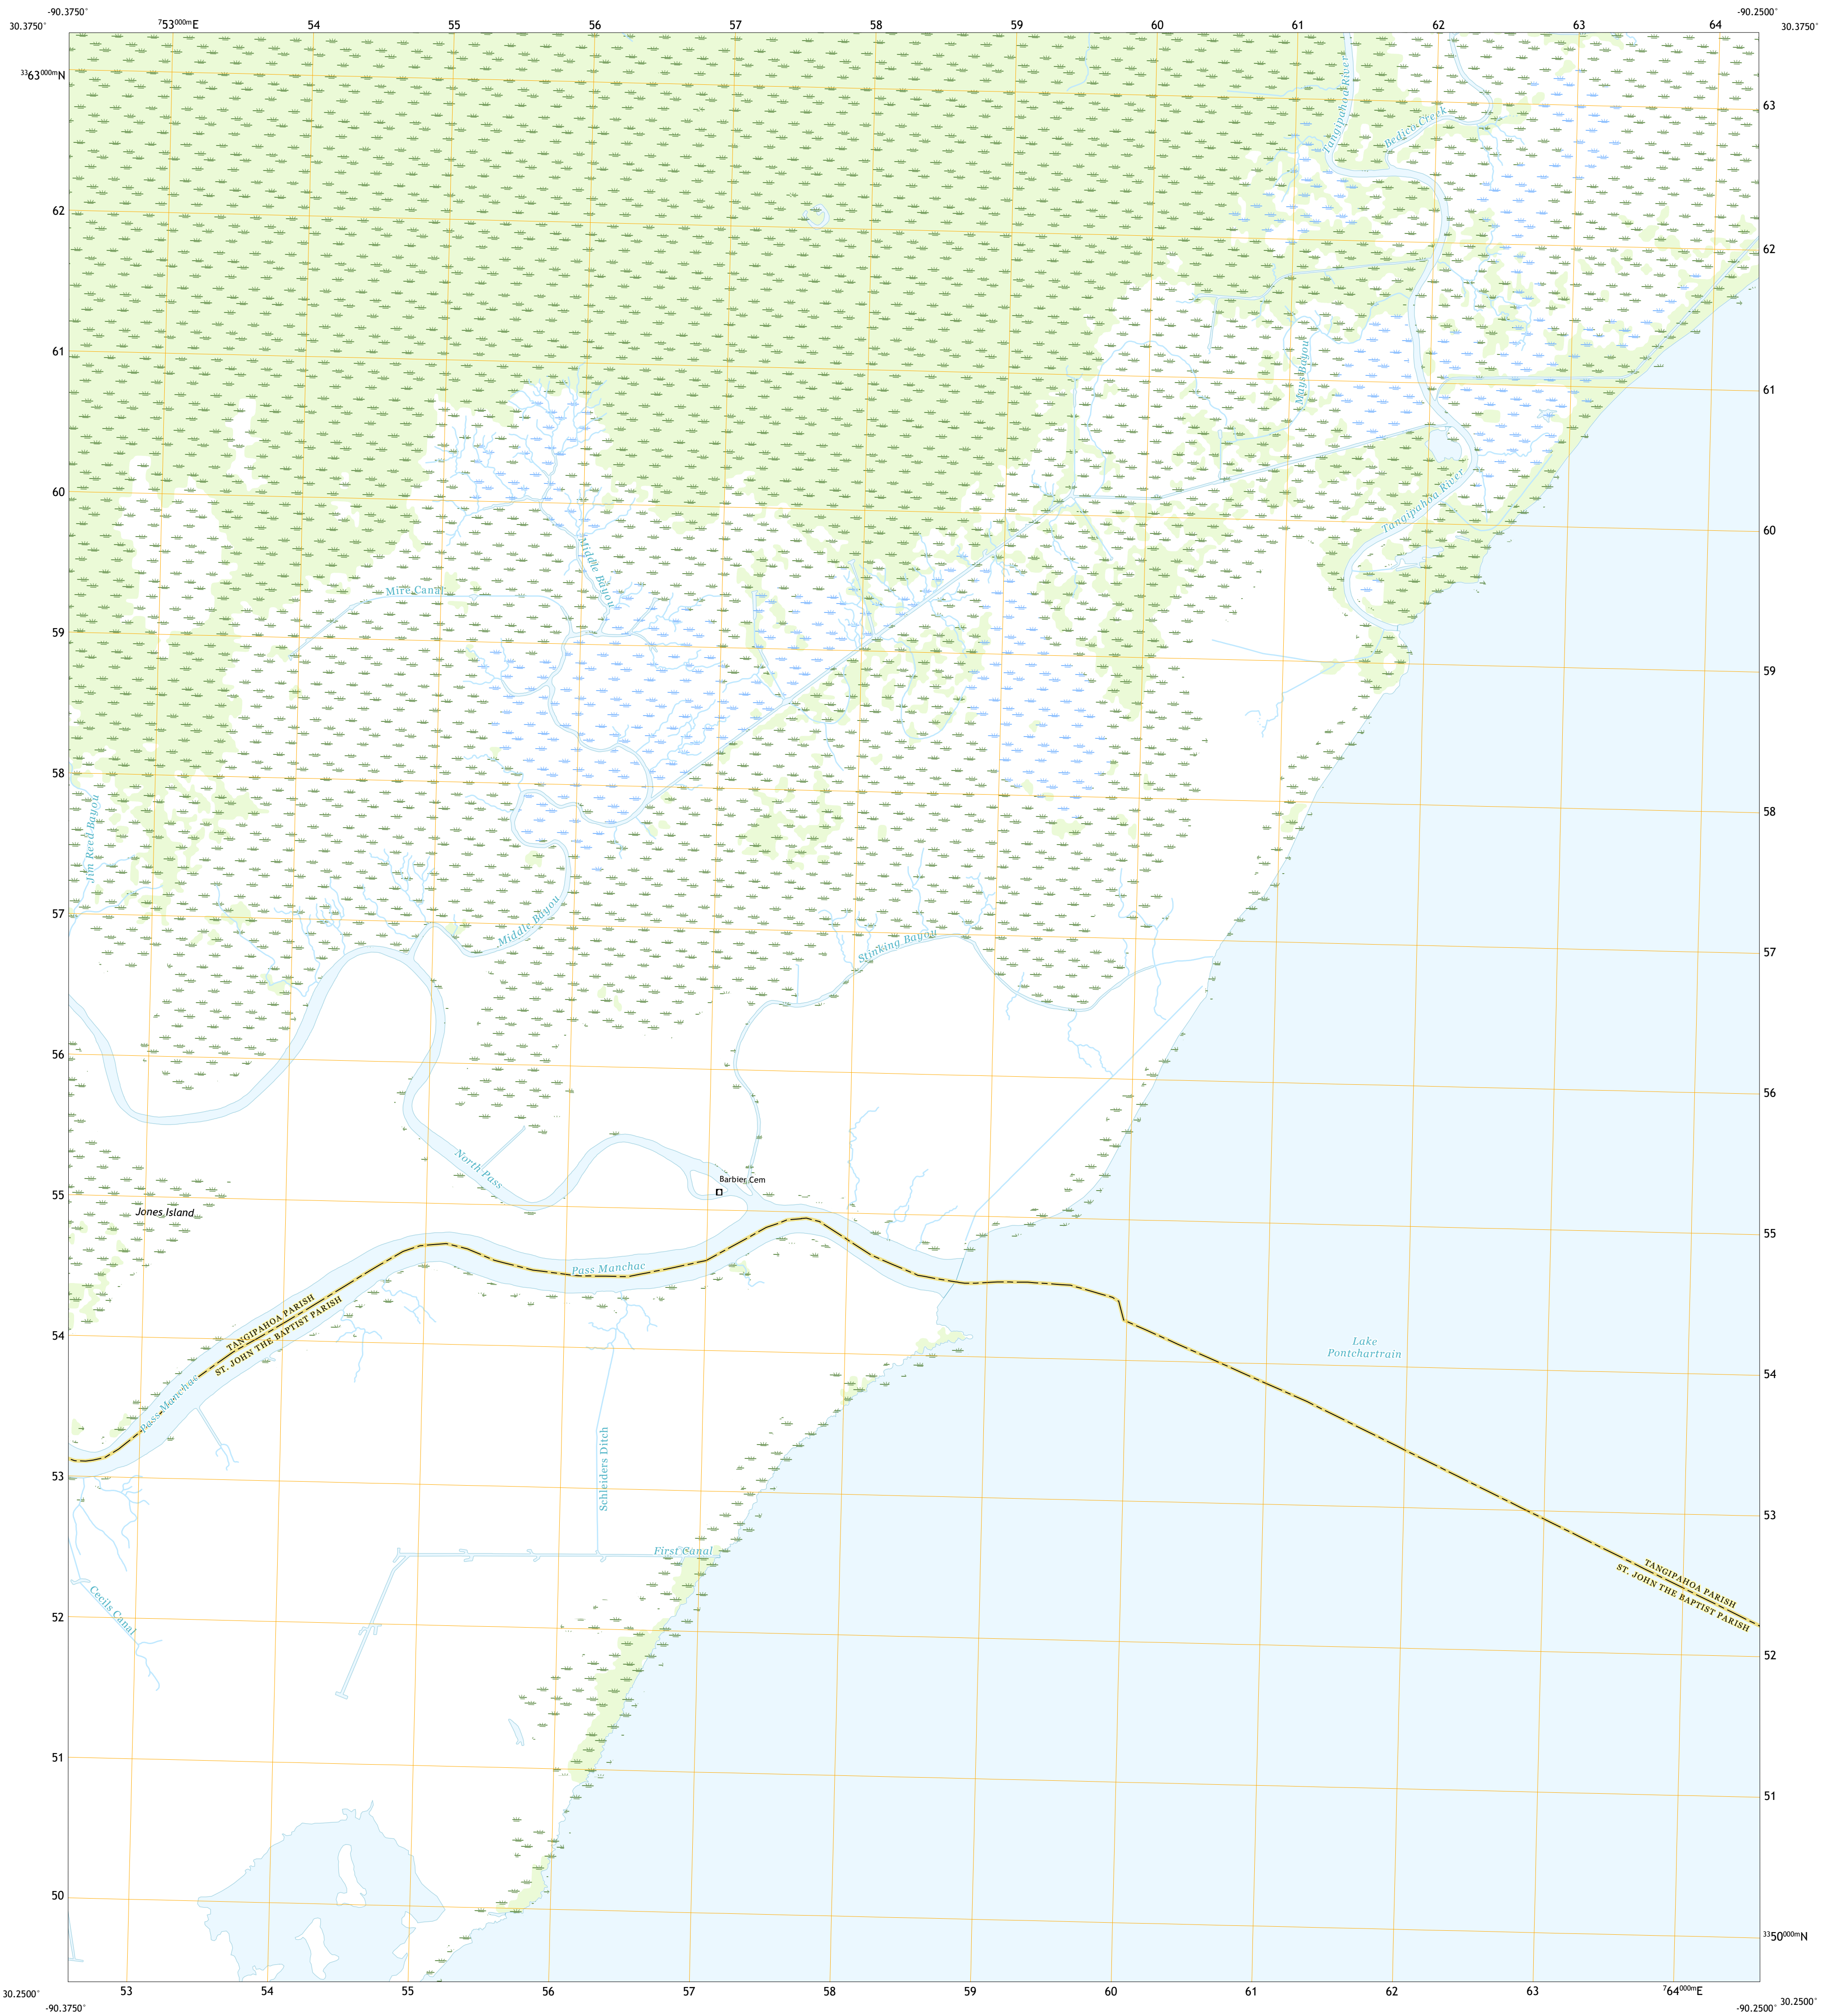 -90.3750°
-90.2500°
30.3750°
⁷53⁰⁰⁰ᵐE
54
55
56
57
58
59
60
61
62
63
64
30.3750°
³³63⁰⁰⁰ᵐN
63
Tangipahoa River
Bedico Creek
62
62
61
Mays Bayou
61
60
Tangipahoa River
60
Middle Bayou
Mire Canal
59
59
58
Jim Reed Bayou
58
57
Middle Bayou
Stinking Bayou
57
56
56
North Pass
Barbier Cem
55
Jones Island
55
Pass Manchac
TANGIPAHOA PARISH
ST. JOHN THE BAPTIST PARISH
54
Lake
Pontchartrain
54
Pass Manchac
53
Schleiders Ditch
53
First Canal
TANGIPAHOA PARISH
ST. JOHN THE BAPTIST PARISH
Cecils Canal
52
52
51
51
50
³³50⁰⁰⁰ᵐN
30.2500°
53
54
55
56
57
58
59
60
61
62
63
⁷64⁰⁰⁰ᵐE
30.2500°
-90.3750°
-90.2500°